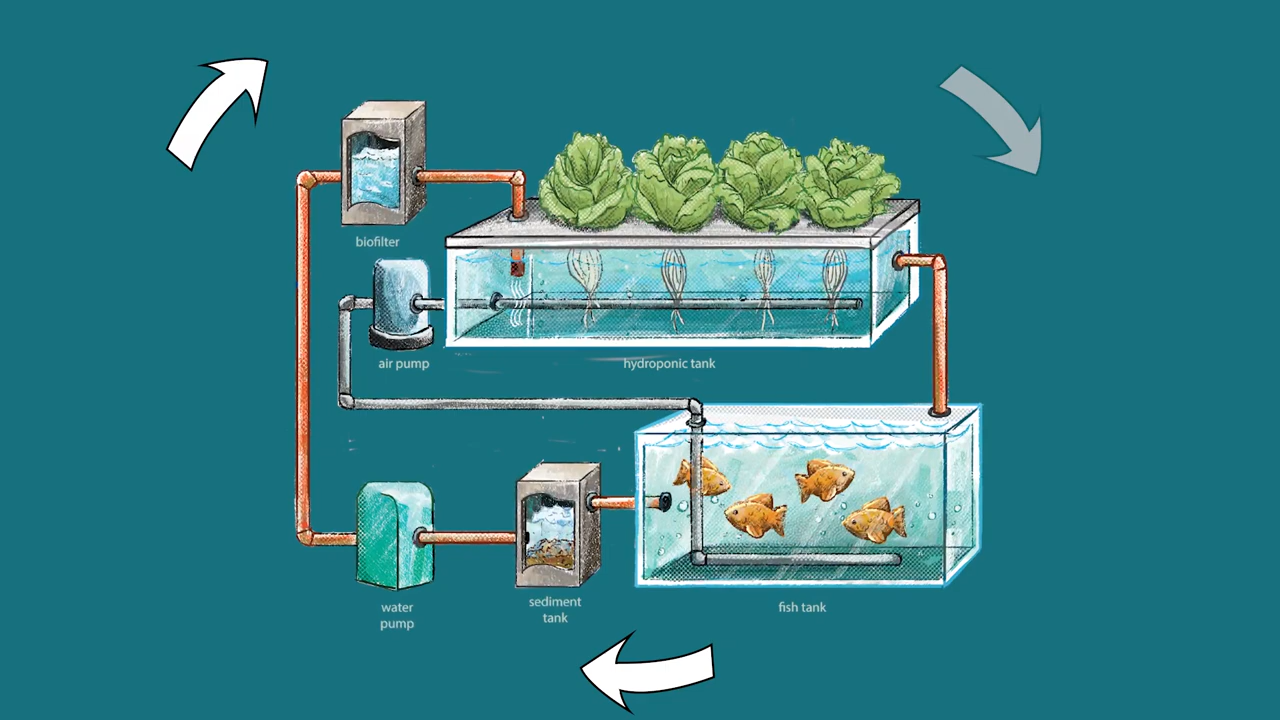 biofilter
air pump
hydroponic tank
water
pump
sediment
tank
fish tank